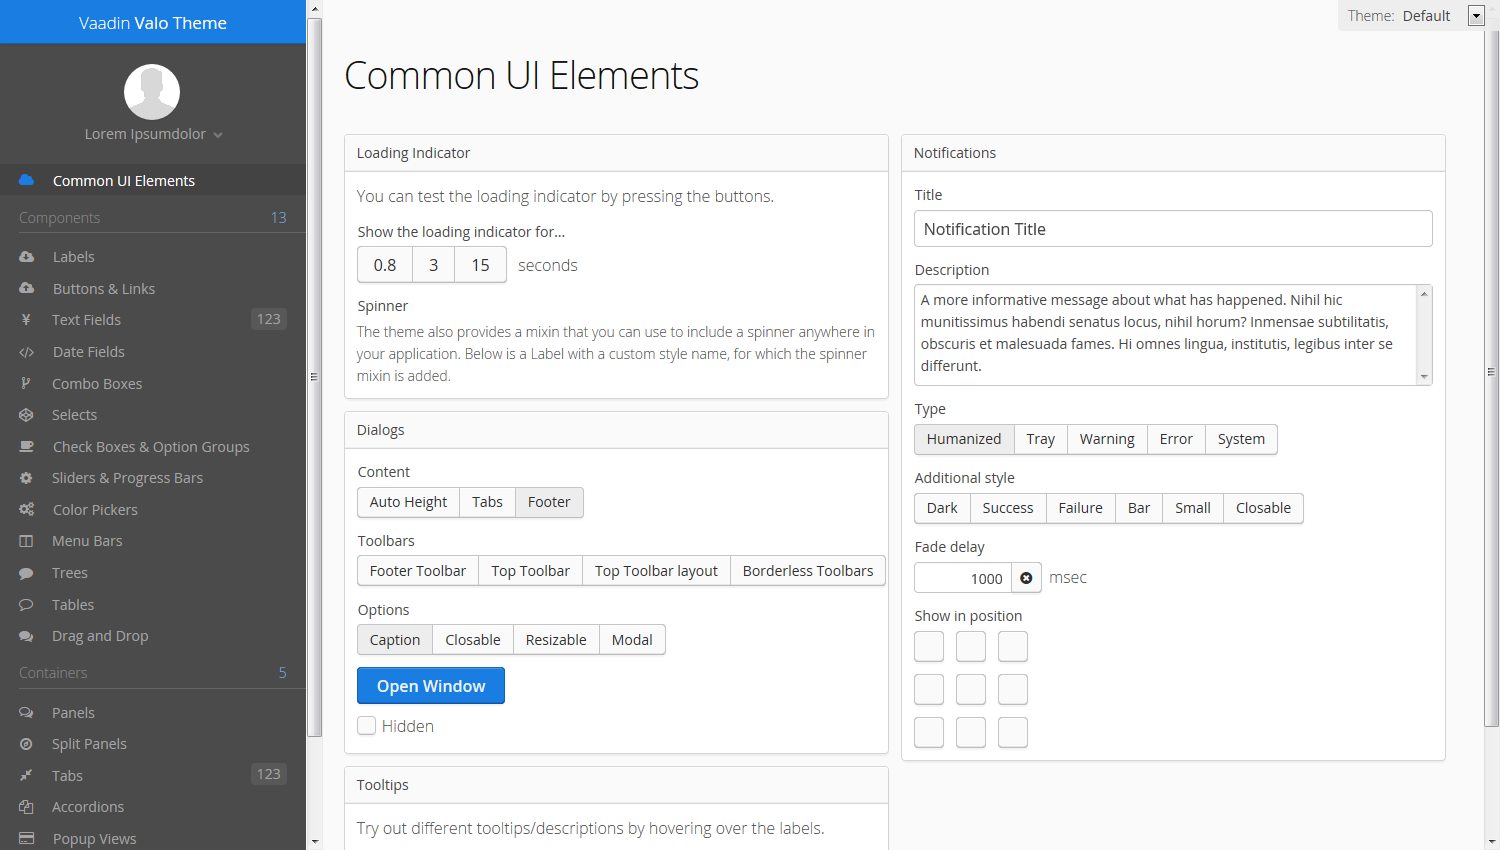 Vaadin Valo Theme
Lorem Ipsumdolor
Common UI Elements
Components 13
Labels
Buttons & Links
Text Fields 123
Date Fields
Combo Boxes
Selects
Check Boxes & Option Groups
Sliders & Progress Bars
Color Pickers
Menu Bars
Trees
Tables
Drag and Drop
Containers 5
Panels
Split Panels
Tabs 123
Accordions
Popup Views
Theme: Default
Common UI Elements
Loading Indicator
You can test the loading indicator by pressing the buttons.
Show the loading indicator for...
0.8 3 15 seconds
Spinner
The theme also provides a mixin that you can use to include a spinner anywhere in
your application. Below is a Label with a custom style name, for which the spinner
mixin is added.
Dialogs
Content
Auto Height Tabs Footer
Toolbars
Footer Toolbar Top Toolbar Top Toolbar layout Borderless Toolbars
Options
Caption Closable Resizable Modal
Open Window
Hidden
Tooltips
Try out different tooltips/descriptions by hovering over the labels.
Notifications
Title
Notification Title
Description
A more informative message about what has happened. Nihil hic
munitissimus habendi senatus locus, nihil horum? Inmensae subtilitatis,
obscuris et malesuada fames. Hi omnes lingua, institutis, legibus inter se
differunt.
Type
Humanized Tray Warning Error System
Additional style
Dark Success Failure Bar Small Closable
Fade delay
1000 msec
Show in position